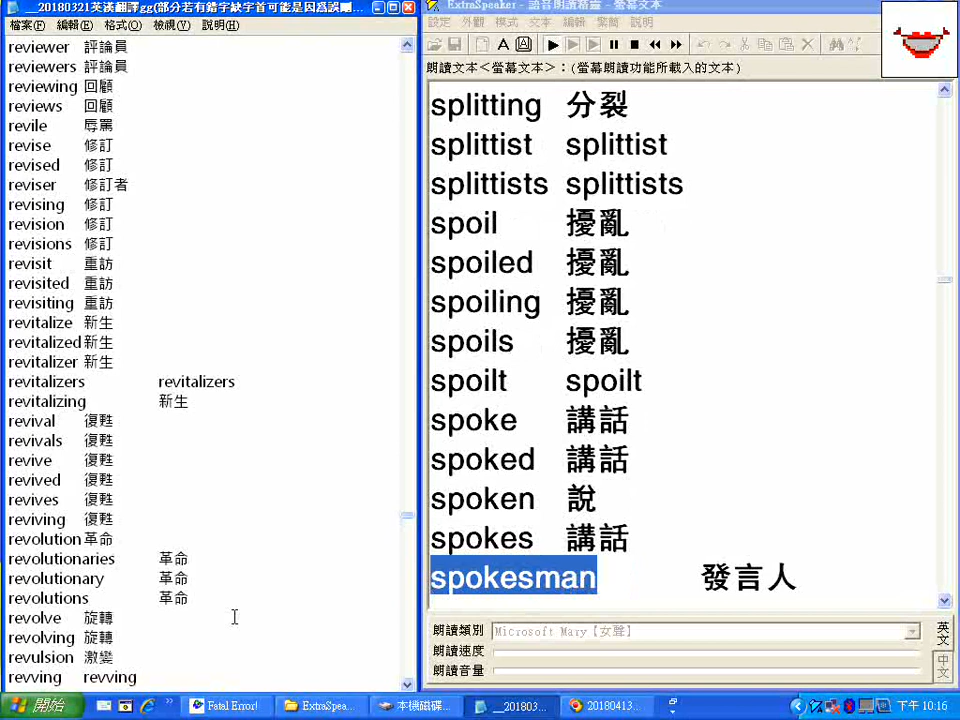 __20180321英漢翻譯gg(部分若有錯字缺字首可能是因為誤刪...
檔案(F) 編輯(E) 格式(O) 檢視(V) 說明(H)
reviewer 評論員
reviewers 評論員
reviewing 回顧
reviews 回顧
revile 辱罵
revise 修訂
revised 修訂
reviser 修訂者
revising 修訂
revision 修訂
revisions 修訂
revisit 重訪
revisited 重訪
revisiting 重訪
revitalize 新生
revitalized 新生
revitalizer 新生
revitalizers revitalizers
revitalizing 新生
revival 復甦
revivals 復甦
revive 復甦
revived 復甦
revives 復甦
reviving 復甦
revolution 革命
revolutionaries 革命
revolutionary 革命
revolutions 革命
revolve 旋轉
revolving 旋轉
revulsion 激變
revving revving
ExtraSpeaker - 語音朗讀精靈 - 螢幕文本
設定 外觀 模式 文本 編輯 繁簡 說明
朗讀文本<螢幕文本>：(螢幕朗讀功能所載入的文本)
splitting 分裂
splittist splittist
splittists splittists
spoil 擾亂
spoiled 擾亂
spoiling 擾亂
spoils 擾亂
spoilt spoilt
spoke 講話
spoked 講話
spoken 說
spokes 講話
spokesman 發言人
朗讀類別 Microsoft Mary【女聲】
朗讀速度
朗讀音量
英文
中文
開始 Fatal Error! ExtraSpea... 本機磁碟... __201803... 20180413... 下午 10:16